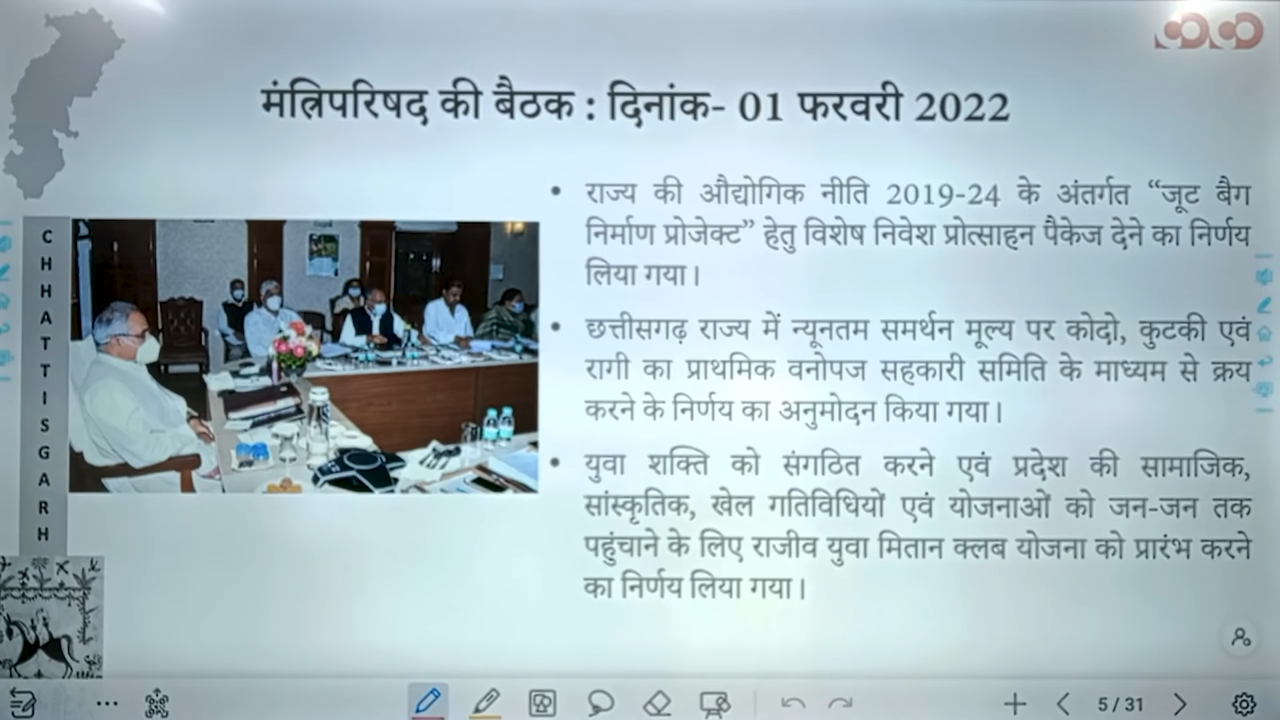 मंत्रिपरिषद की बैठक : दिनांक- 01 फरवरी 2022
• राज्य की औद्योगिक नीति 2019-24 के अंतर्गत “जूट बैग
निर्माण प्रोजेक्ट” हेतु विशेष निवेश प्रोत्साहन पैकेज देने का निर्णय
लिया गया।
• छत्तीसगढ़ राज्य में न्यूनतम समर्थन मूल्य पर कोदो, कुटकी एवं
रागी का प्राथमिक वनोपज सहकारी समिति के माध्यम से क्रय
करने के निर्णय का अनुमोदन किया गया।
• युवा शक्ति को संगठित करने एवं प्रदेश की सामाजिक,
सांस्कृतिक, खेल गतिविधियों एवं योजनाओं को जन-जन तक
पहुंचाने के लिए राजीव युवा मितान क्लब योजना को प्रारंभ करने
का निर्णय लिया गया।
CHHATTISGARH
5 / 31